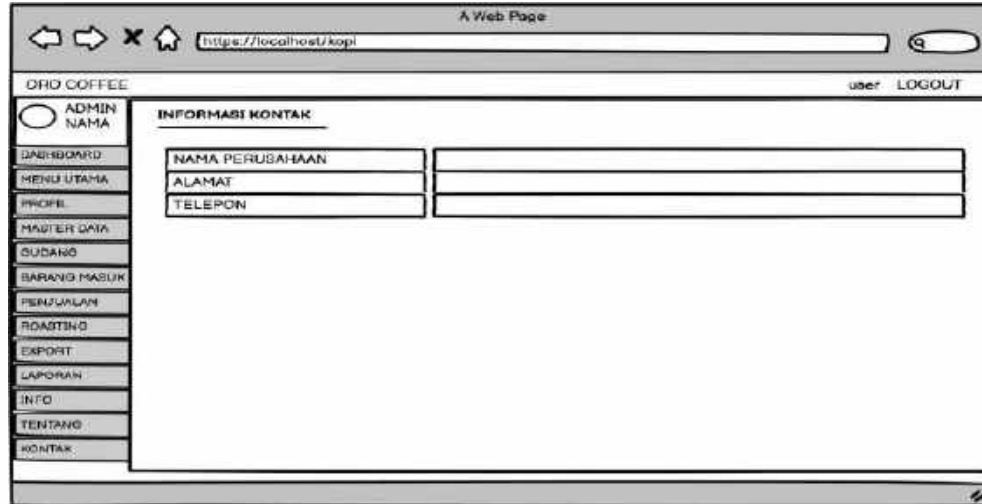 A Web Page
https://localhost/kopi
ORO COFFEE
user LOGOUT
ADMIN
NAMA
INFORMASI KONTAK
DASHBOARD
NAMA PERUSAHAAN
MENU UTAMA
ALAMAT
PROFIL
TELEPON
MASTER DATA
GUDANG
BARANG MASUK
PENJUALAN
ROASTING
EXPORT
LAPORAN
INFO
TENTANG
KONTAK